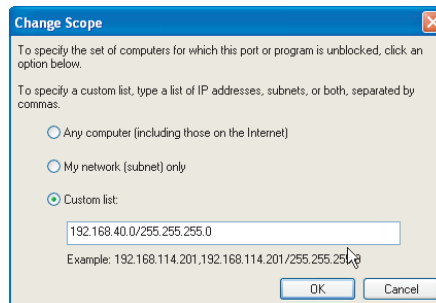 Change Scope
To specify the set of computers for which this port or program is unblocked, click an
option below.
To specify a custom list, type a list of IP addresses, subnets, or both, separated by
commas.
Any computer (including those on the Internet)
My network (subnet) only
Custom list:
192.168.40.0/255.255.255.0
Example: 192.168.114.201,192.168.114.201/255.255.255.0
OK
Cancel